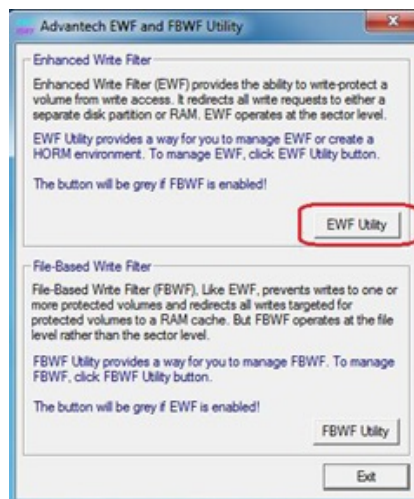 Advantech EWF and FBWF Utility
Enhanced Write Filter
Enhanced Write Filter (EWF) provides the ability to write-protect a
volume from write access. It redirects all write requests to either a
separate disk partition or RAM. EWF operates at the sector level.
EWF Utility provides a way for you to manage EWF or create a
HORM environment. To manage EWF, click EWF Utility button.
The button will be grey if FBWF is enabled!
EWF Utility
File-Based Write Filter
File-Based Write Filter (FBWF), Like EWF, prevents writes to one or
more protected volumes and redirects all writes targeted for
protected volumes to a RAM cache. But FBWF operates at the file
level rather than the sector level.
FBWF Utility provides a way for you to manage FBWF. To manage
FBWF, click FBWF Utility button.
The button will be grey if EWF is enabled!
FBWF Utility
Exit